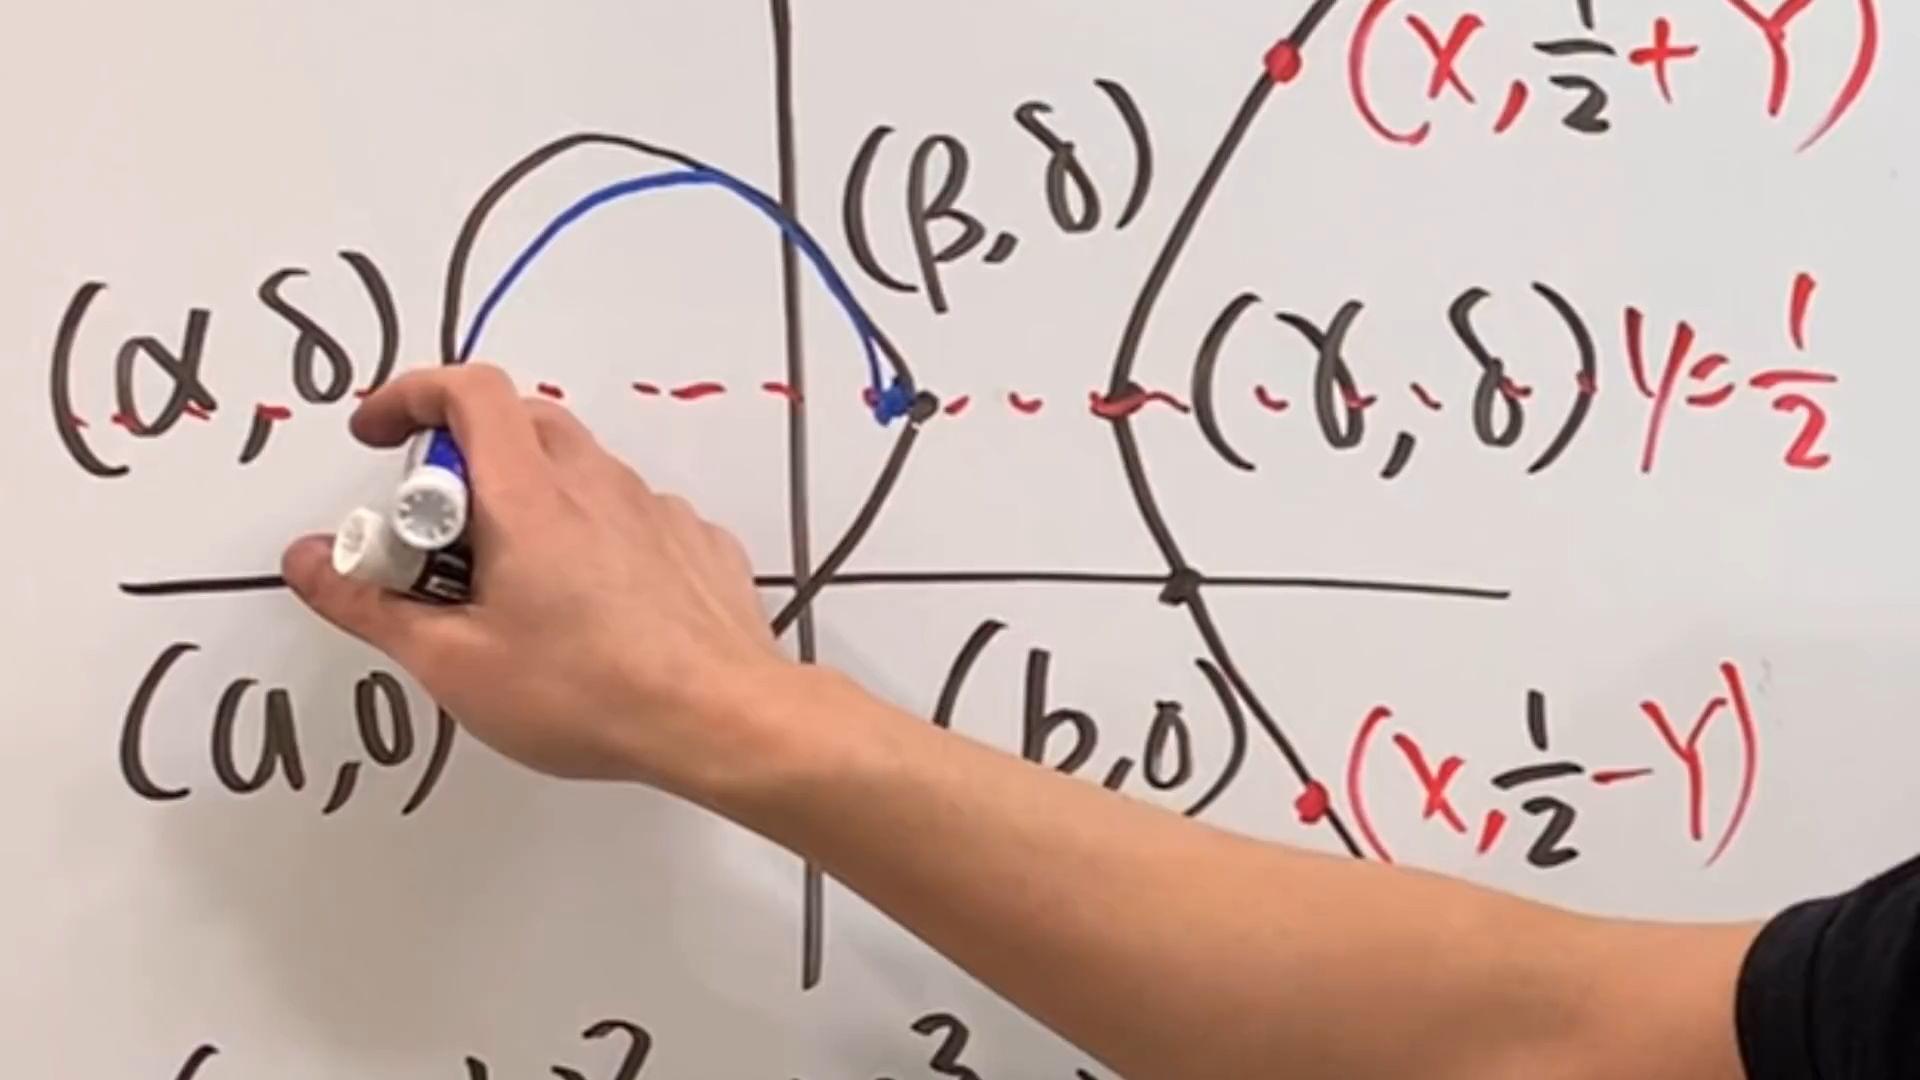 (x, 1/2 + Y)
(β, δ)
(α, δ)
(γ, δ) y = 1/2
(a, 0)
(b, 0)
(x, 1/2 - Y)